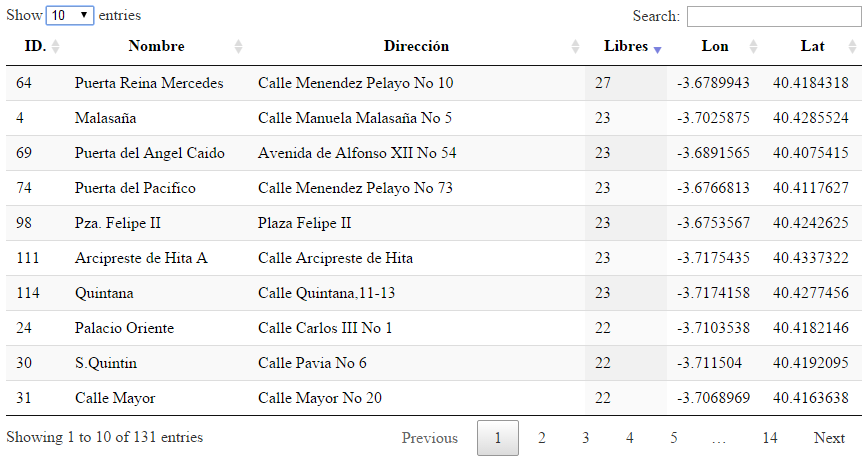 Show 10 entries Search:
ID. Nombre Dirección Libres Lon Lat
64 Puerta Reina Mercedes Calle Menendez Pelayo No 10 27 -3.6789943 40.4184318
4 Malasaña Calle Manuela Malasaña No 5 23 -3.7025875 40.4285524
69 Puerta del Angel Caido Avenida de Alfonso XII No 54 23 -3.6891565 40.4075415
74 Puerta del Pacifico Calle Menendez Pelayo No 73 23 -3.6766813 40.4117627
98 Pza. Felipe II Plaza Felipe II 23 -3.6753567 40.4242625
111 Arcipreste de Hita A Calle Arcipreste de Hita 23 -3.7175435 40.4337322
114 Quintana Calle Quintana,11-13 23 -3.7174158 40.4277456
24 Palacio Oriente Calle Carlos III No 1 22 -3.7103538 40.4182146
30 S.Quintin Calle Pavia No 6 22 -3.711504 40.4192095
31 Calle Mayor Calle Mayor No 20 22 -3.7068969 40.4163638
Showing 1 to 10 of 131 entries Previous 1 2 3 4 5 … 14 Next